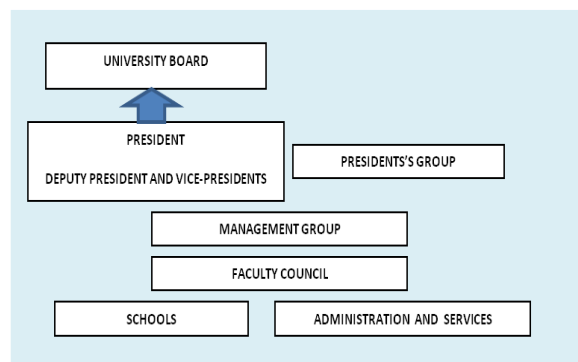 UNIVERSITY BOARD
PRESIDENT
DEPUTY PRESIDENT AND VICE-PRESIDENTS
PRESIDENTS'S GROUP
MANAGEMENT GROUP
FACULTY COUNCIL
SCHOOLS
ADMINISTRATION AND SERVICES